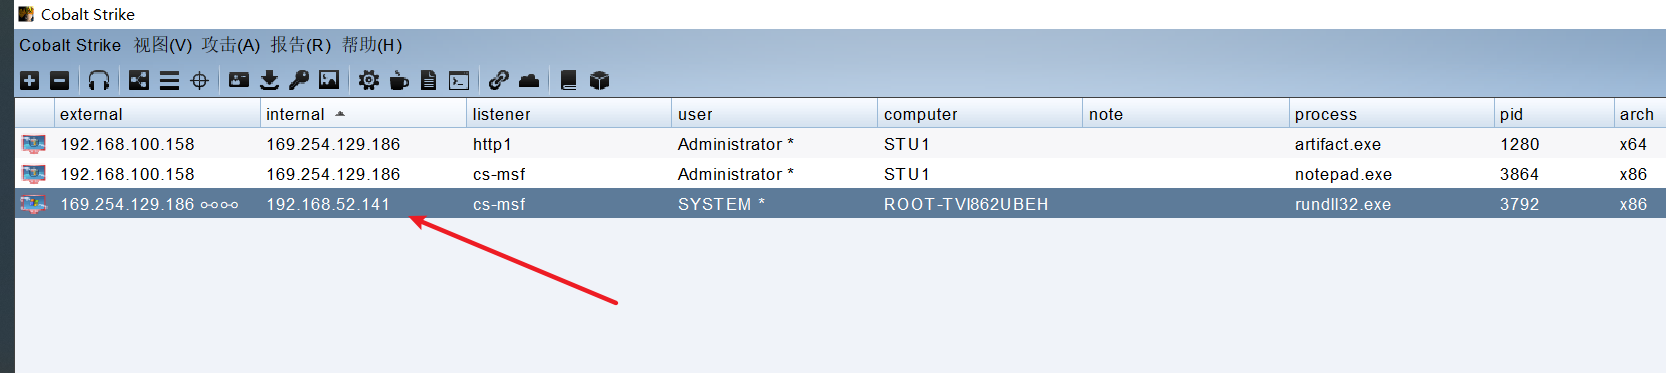 Cobalt Strike
Cobalt Strike 视图(V) 攻击(A) 报告(R) 帮助(H)
external internal listener user computer note process pid arch
192.168.100.158 169.254.129.186 http1 Administrator * STU1 artifact.exe 1280 x64
192.168.100.158 169.254.129.186 cs-msf Administrator * STU1 notepad.exe 3864 x86
169.254.129.186 192.168.52.141 cs-msf SYSTEM * ROOT-TVI862UBEH rundll32.exe 3792 x86